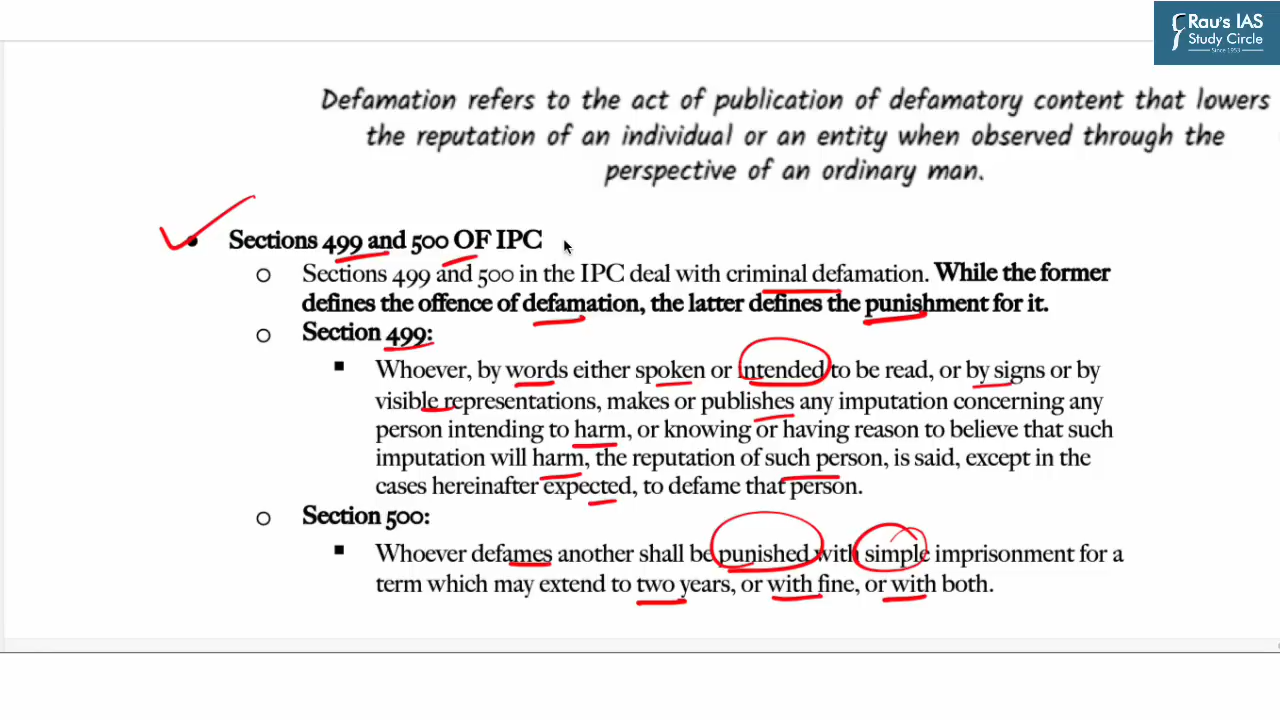 Rau's IAS
Study Circle
Since 1953
Defamation refers to the act of publication of defamatory content that lowers
the reputation of an individual or an entity when observed through the
perspective of an ordinary man.
• Sections 499 and 500 OF IPC
o Sections 499 and 500 in the IPC deal with criminal defamation. While the former
defines the offence of defamation, the latter defines the punishment for it.
o Section 499:
▪ Whoever, by words either spoken or intended to be read, or by signs or by
visible representations, makes or publishes any imputation concerning any
person intending to harm, or knowing or having reason to believe that such
imputation will harm, the reputation of such person, is said, except in the
cases hereinafter expected, to defame that person.
o Section 500:
▪ Whoever defames another shall be punished with simple imprisonment for a
term which may extend to two years, or with fine, or with both.